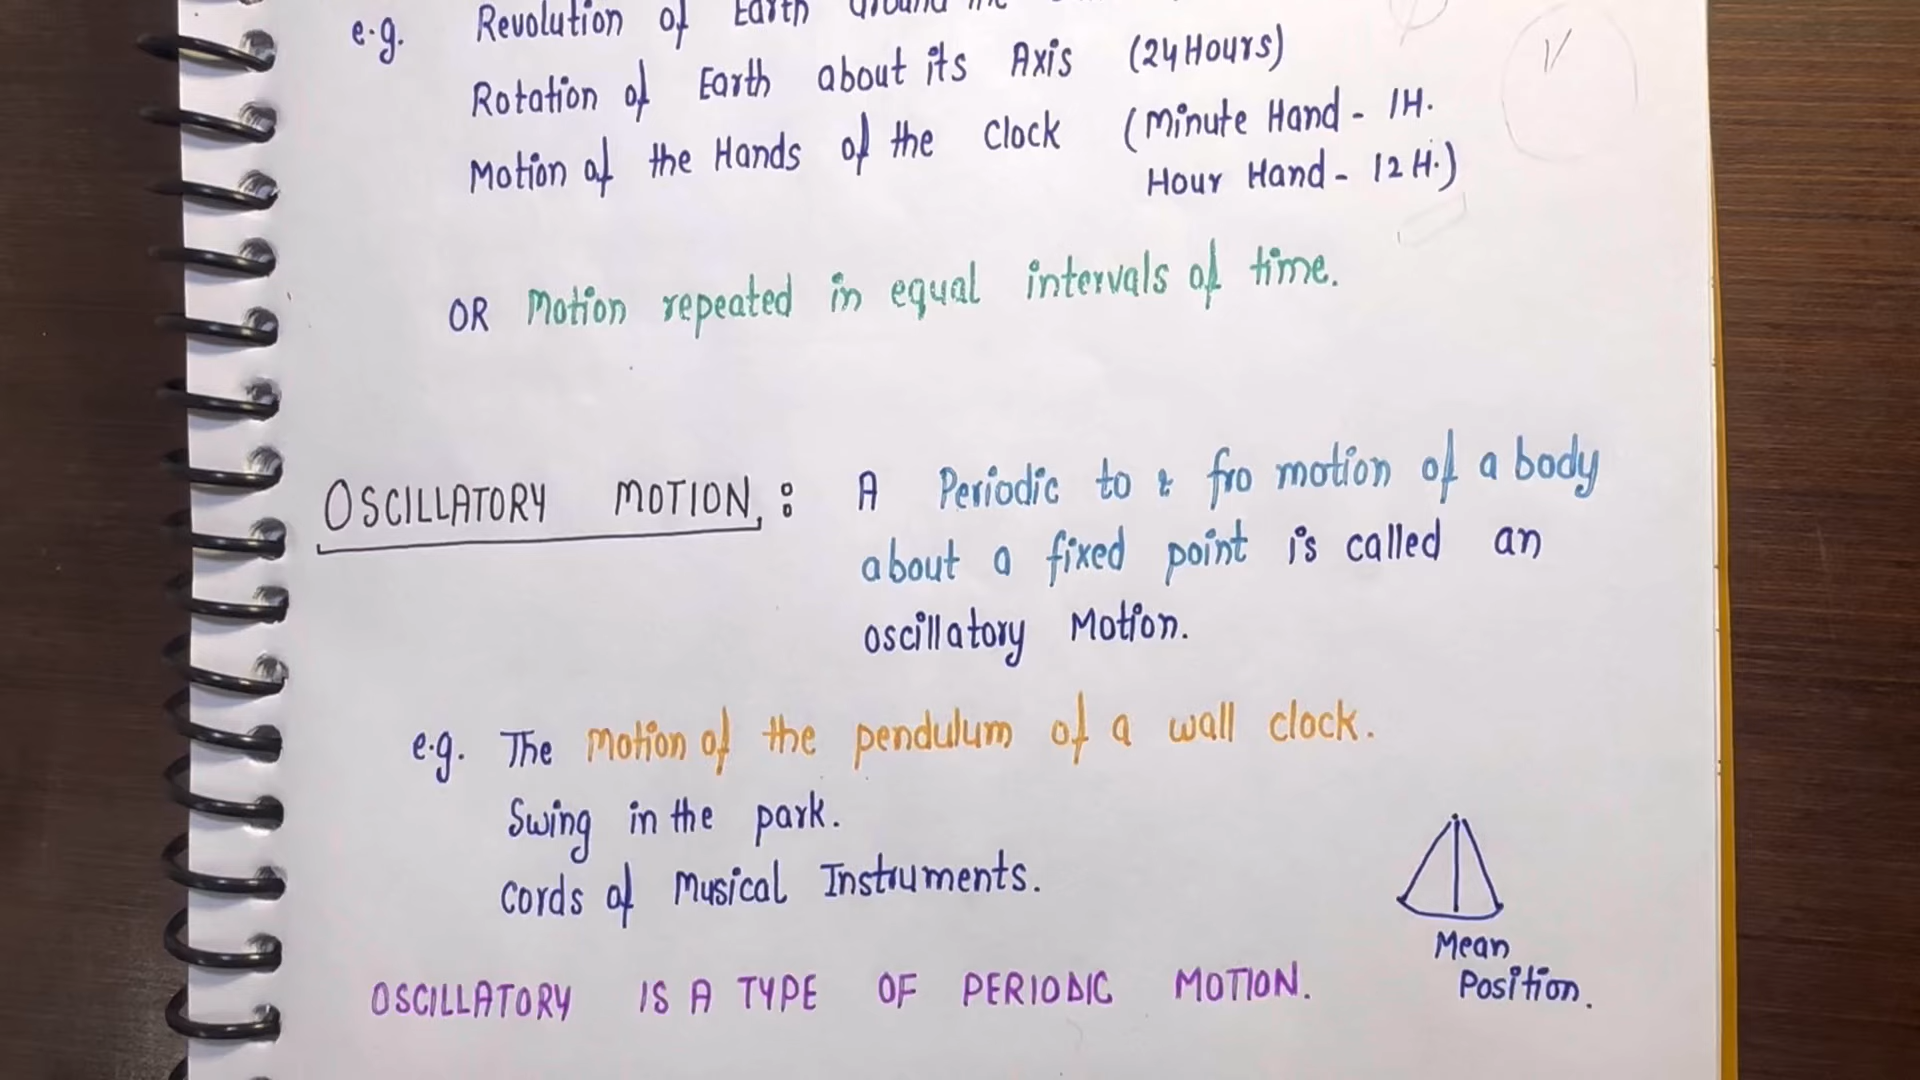 e.g. Revolution of Earth around the
Rotation of Earth about its Axis (24 Hours)
Motion of the Hands of the Clock (Minute Hand - 1H.
Hour Hand - 12 H.)
OR Motion repeated in equal intervals of time.
OSCILLATORY MOTION : A Periodic to & fro motion of a body
about a fixed point is called an
oscillatory Motion.
e.g. The Motion of the pendulum of a wall clock.
Swing in the park.
Cords of Musical Instruments.
Mean
Position.
OSCILLATORY IS A TYPE OF PERIODIC MOTION.